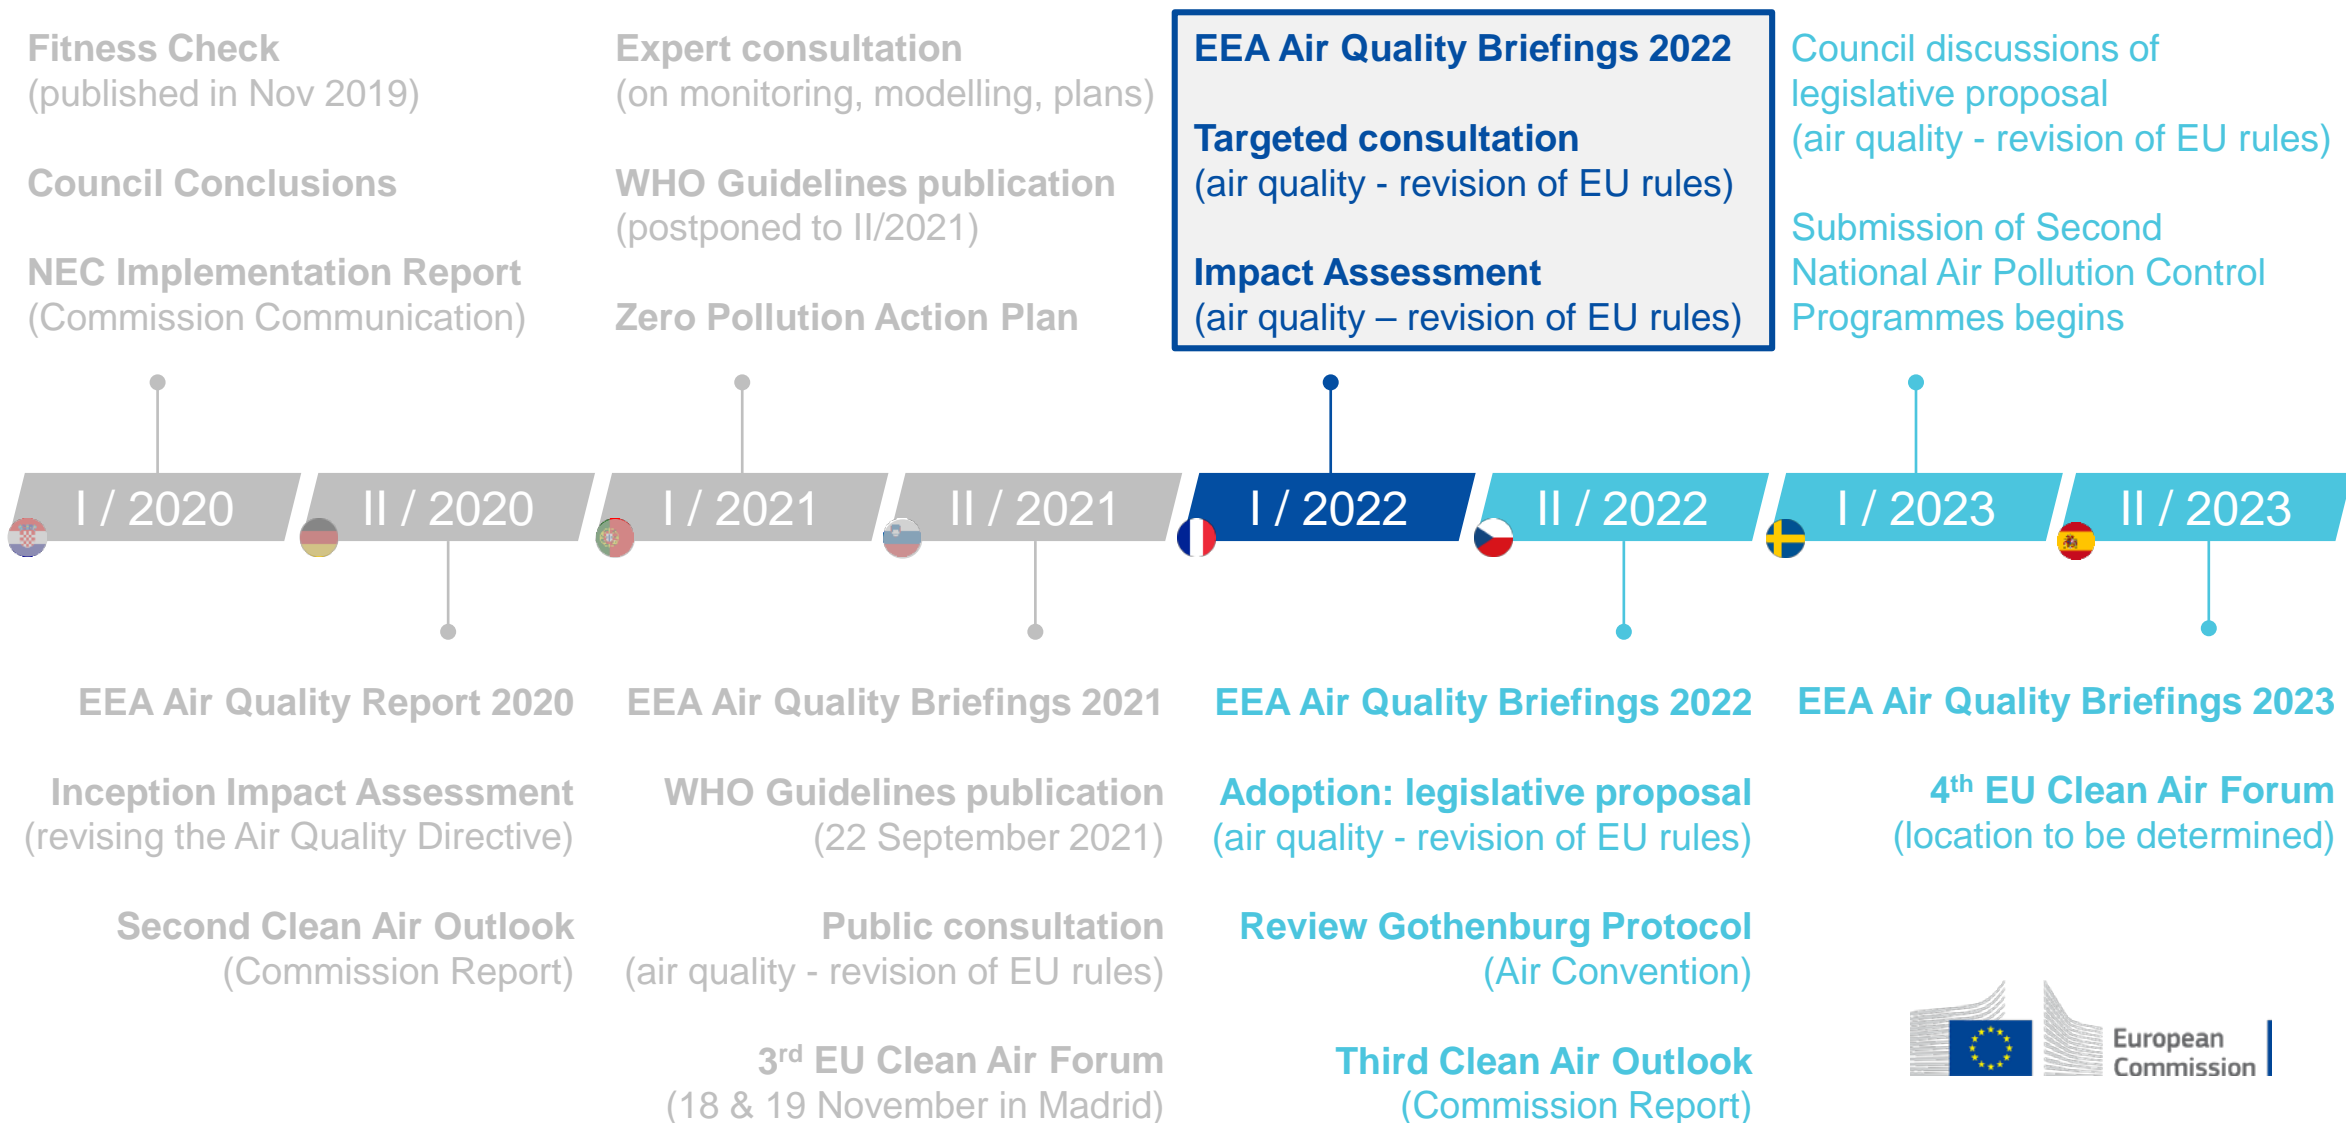 Fitness Check
(published in Nov 2019)
Council Conclusions
NEC Implementation Report
(Commission Communication)
Expert consultation
(on monitoring, modelling, plans)
WHO Guidelines publication
(postponed to II/2021)
Zero Pollution Action Plan
EEA Air Quality Briefings 2022
Targeted consultation
(air quality - revision of EU rules)
Impact Assessment
(air quality – revision of EU rules)
Council discussions of
legislative proposal
(air quality - revision of EU rules)
Submission of Second
National Air Pollution Control
Programmes begins
I / 2020
II / 2020
I / 2021
II / 2021
I / 2022
II / 2022
I / 2023
II / 2023
EEA Air Quality Report 2020
Inception Impact Assessment
(revising the Air Quality Directive)
Second Clean Air Outlook
(Commission Report)
EEA Air Quality Briefings 2021
WHO Guidelines publication
(22 September 2021)
Public consultation
(air quality - revision of EU rules)
3rd EU Clean Air Forum
(18 & 19 November in Madrid)
EEA Air Quality Briefings 2022
Adoption: legislative proposal
(air quality - revision of EU rules)
Review Gothenburg Protocol
(Air Convention)
Third Clean Air Outlook
(Commission Report)
EEA Air Quality Briefings 2023
4th EU Clean Air Forum
(location to be determined)
European
Commission